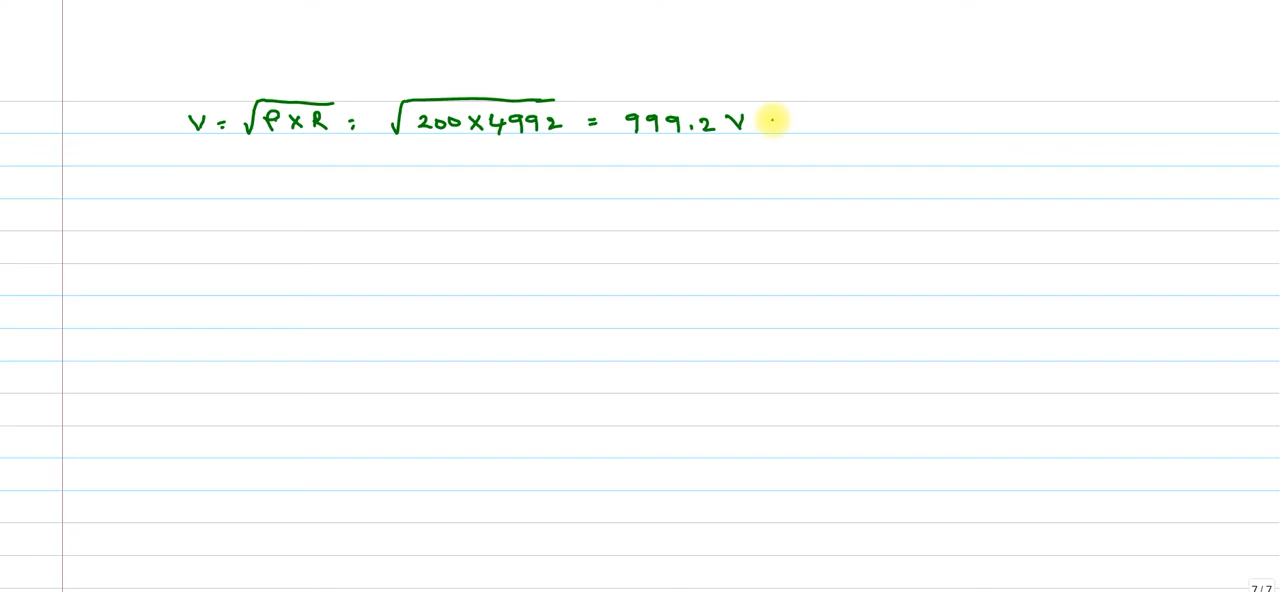 V = √P × R = √200 × 4992 = 999.2 V
7 / 7